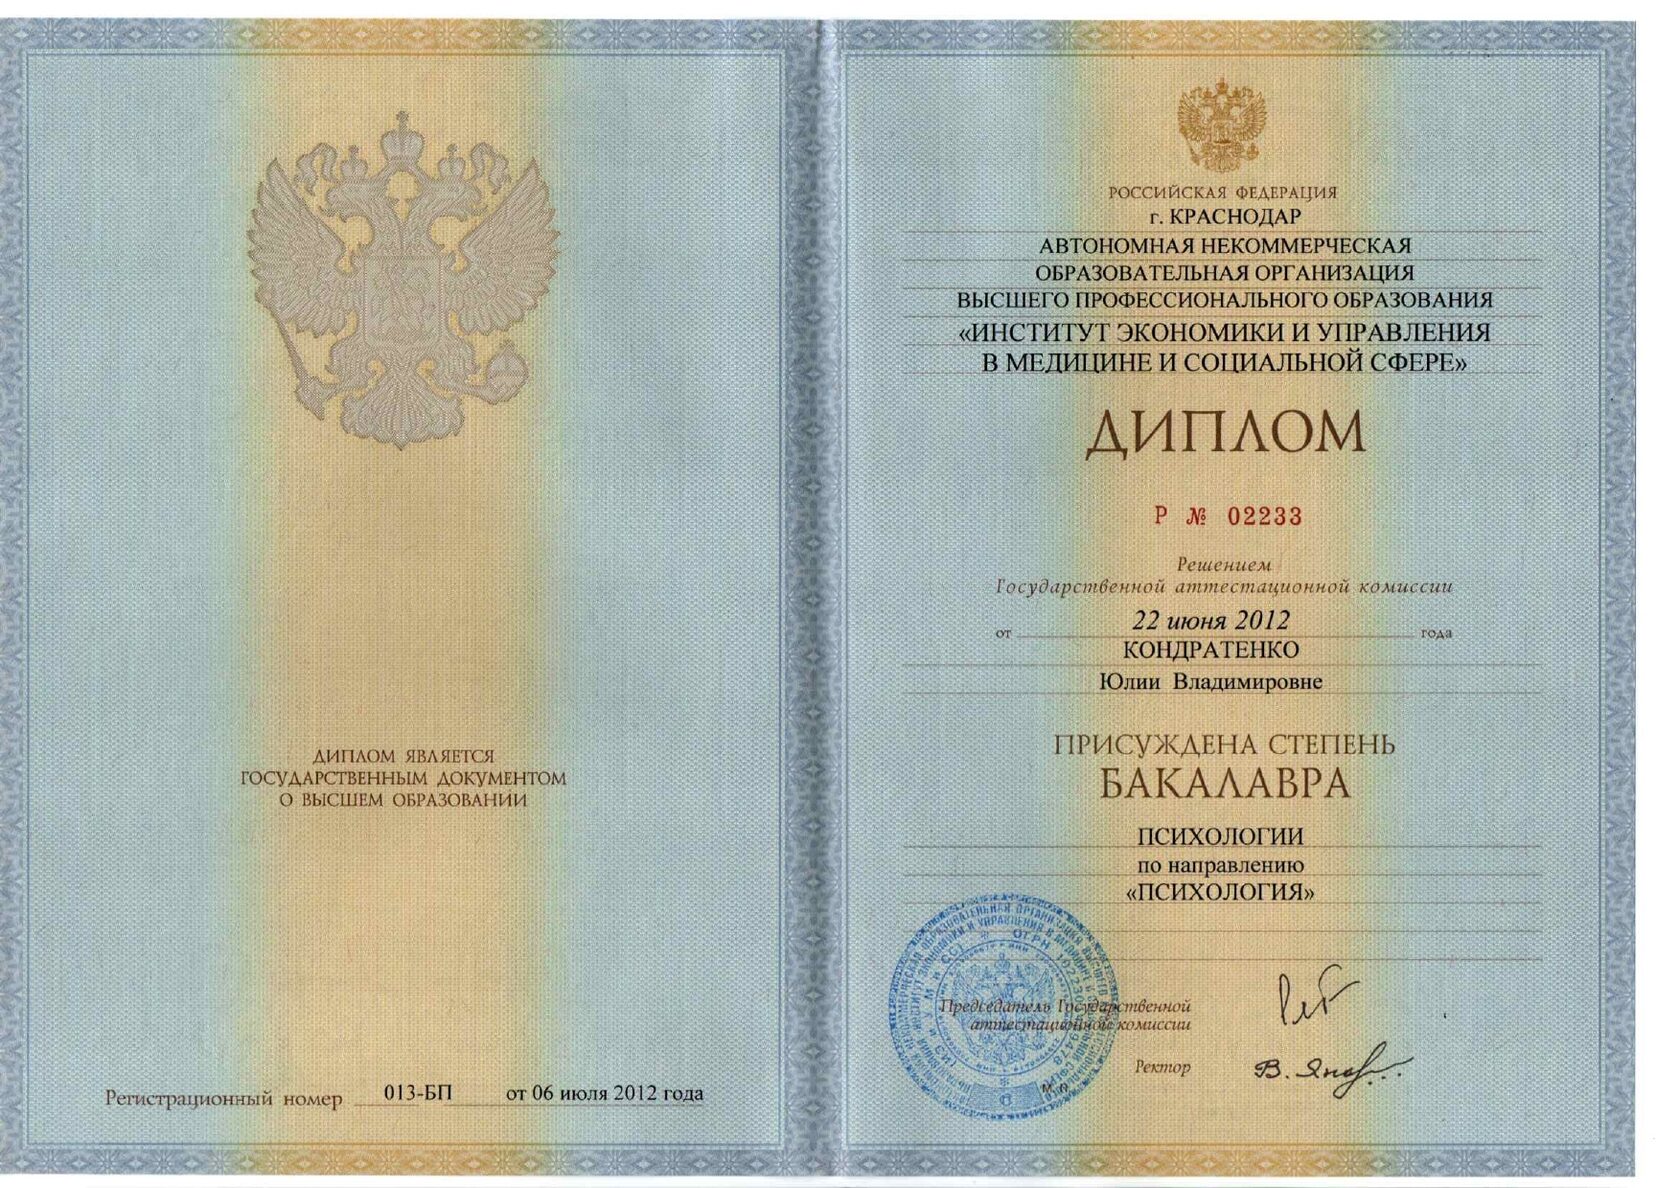 ДИПЛОМ ЯВЛЯЕТСЯ
ГОСУДАРСТВЕННЫМ ДОКУМЕНТОМ
О ВЫСШЕМ ОБРАЗОВАНИИ
Регистрационный номер 013-БП от 06 июля 2012 года
РОССИЙСКАЯ ФЕДЕРАЦИЯ
г. КРАСНОДАР
АВТОНОМНАЯ НЕКОММЕРЧЕСКАЯ
ОБРАЗОВАТЕЛЬНАЯ ОРГАНИЗАЦИЯ
ВЫСШЕГО ПРОФЕССИОНАЛЬНОГО ОБРАЗОВАНИЯ
«ИНСТИТУТ ЭКОНОМИКИ И УПРАВЛЕНИЯ
В МЕДИЦИНЕ И СОЦИАЛЬНОЙ СФЕРЕ»
ДИПЛОМ
Р № 02233
Решением
Государственной аттестационной комиссии
от 22 июня 2012 года
КОНДРАТЕНКО
Юлии Владимировне
ПРИСУЖДЕНА СТЕПЕНЬ
БАКАЛАВРА
ПСИХОЛОГИИ
по направлению
«ПСИХОЛОГИЯ»
Председатель Государственной
аттестационной комиссии
Ректор
М.П.